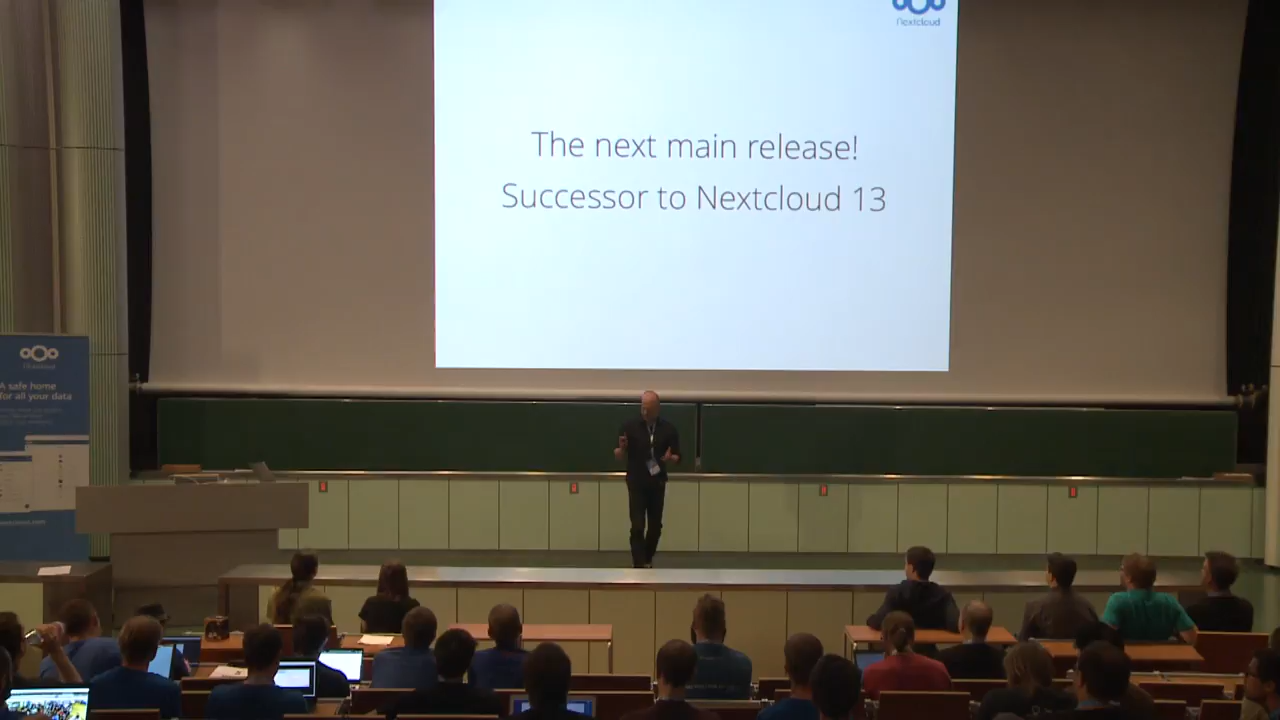 Nextcloud
The next main release!
Successor to Nextcloud 13
A safe home
for all your data